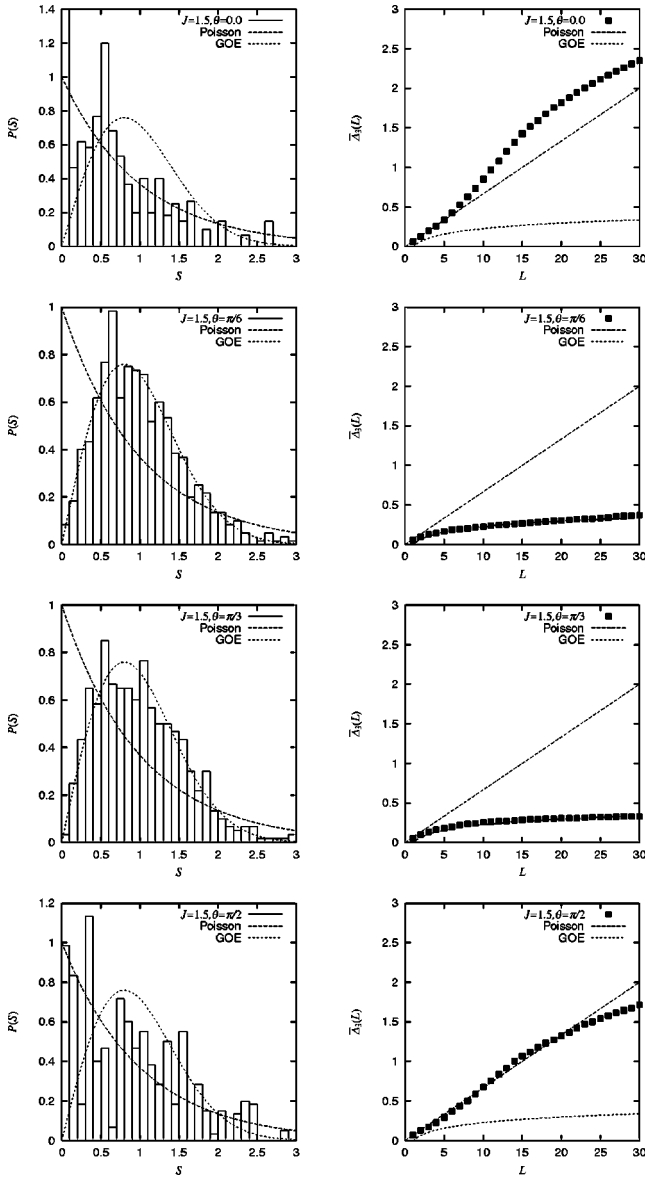 1.4
1.2
1
0.8
0.6
0.4
0.2
0
P(S)
J=1.5,θ=0.0
Poisson
GOE
0 0.5 1 1.5 2 2.5 3
S
3
2.5
2
1.5
1
0.5
0
Δ̅₃(L)
J=1.5,θ=0.0
Poisson
GOE
0 5 10 15 20 25 30
L
1
0.8
0.6
0.4
0.2
0
P(S)
J=1.5,θ=π/6
Poisson
GOE
0 0.5 1 1.5 2 2.5 3
S
3
2.5
2
1.5
1
0.5
0
Δ̅₃(L)
J=1.5,θ=π/6
Poisson
GOE
0 5 10 15 20 25 30
L
1
0.8
0.6
0.4
0.2
0
P(S)
J=1.5,θ=π/3
Poisson
GOE
0 0.5 1 1.5 2 2.5 3
S
3
2.5
2
1.5
1
0.5
0
Δ̅₃(L)
J=1.5,θ=π/3
Poisson
GOE
0 5 10 15 20 25 30
L
1.2
1
0.8
0.6
0.4
0.2
0
P(S)
J=1.5,θ=π/2
Poisson
GOE
0 0.5 1 1.5 2 2.5 3
S
3
2.5
2
1.5
1
0.5
0
Δ̅₃(L)
J=1.5,θ=π/2
Poisson
GOE
0 5 10 15 20 25 30
L